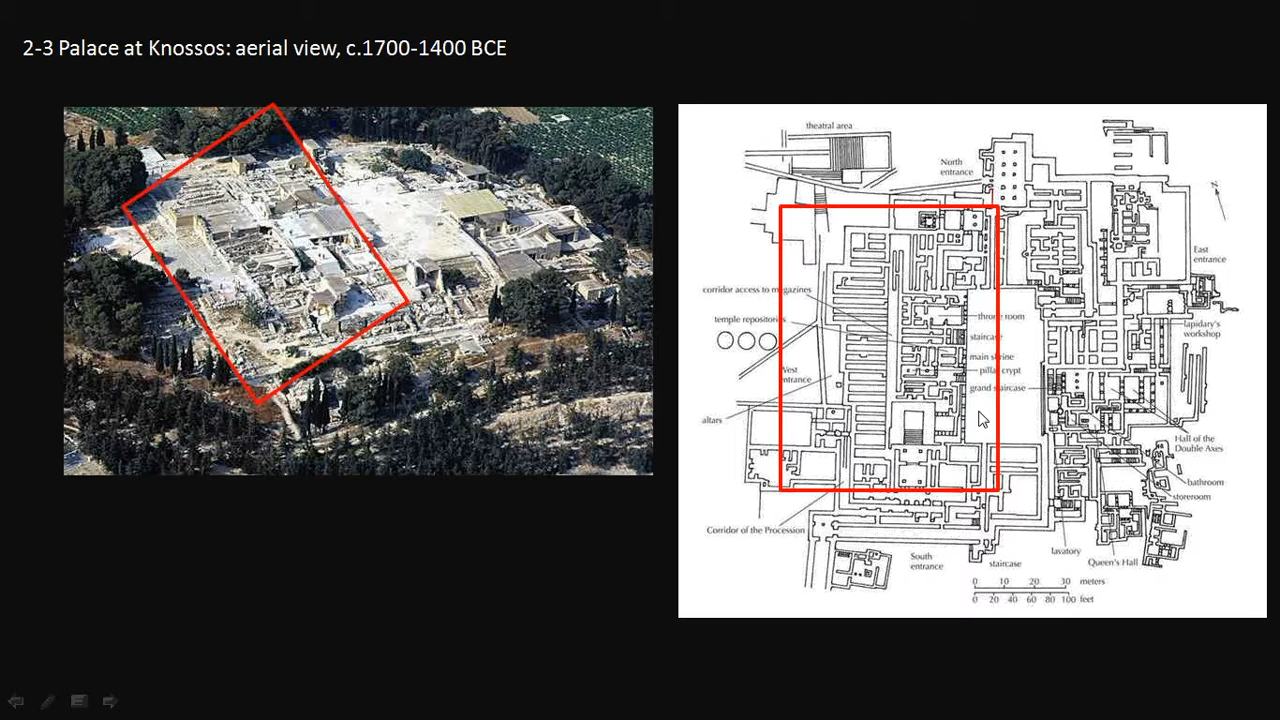 2-3 Palace at Knossos: aerial view, c.1700-1400 BCE
theatral area
North
entrance
N
East
entrance
corridor access to magazines
temple repositories
throne room
staircase
lapidary's
workshop
main shrine
pillar crypt
West
entrance
grand staircase
altars
Hall of the
Double Axes
bathroom
storeroom
Corridor of the Procession
South
entrance
staircase
lavatory
Queen's Hall
0 10 20 30 meters
0 20 40 60 80 100 feet